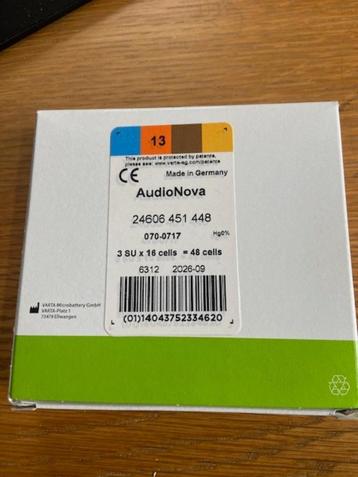 13
This product is protected by patents,
please see: www.varta-ag.com/patents
CE Made in Germany
AudioNova
24606 451 448
070-0717 Hg0%
3 SU x 16 cells = 48 cells
6312 2026-09
(01)14043752334620
VARTA Microbattery GmbH
VARTA-Platz 1
73479 Ellwangen